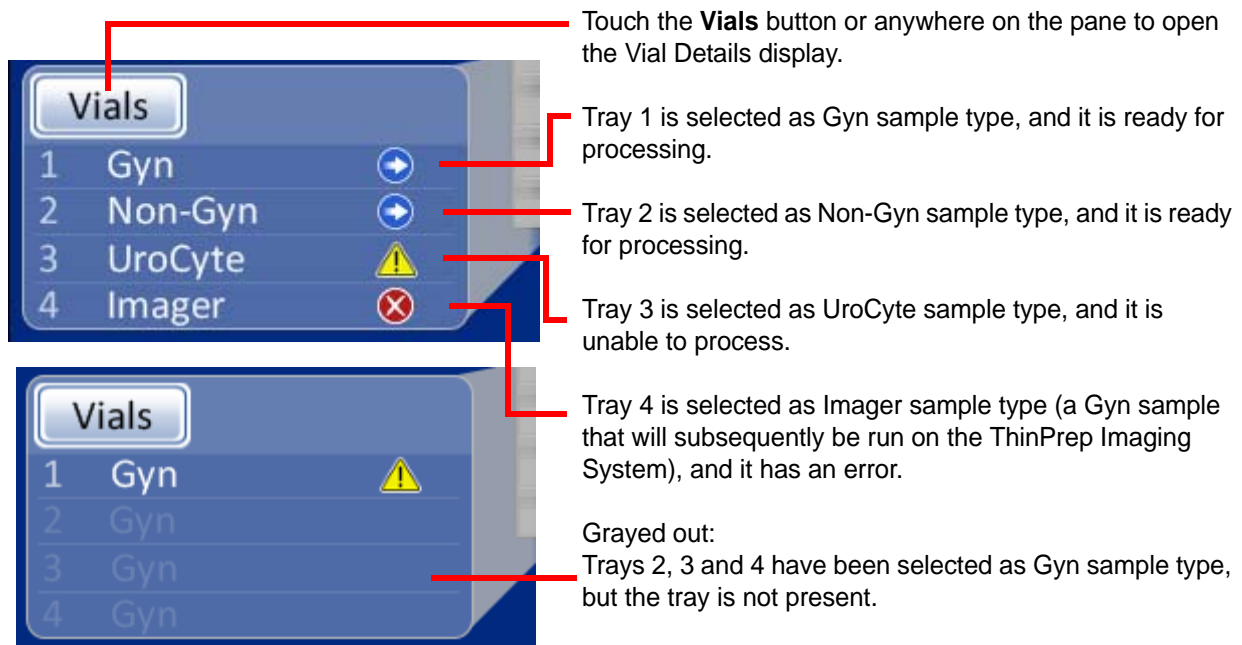 Touch the Vials button or anywhere on the pane to open
the Vial Details display.
Vials
1 Gyn
2 Non-Gyn
3 UroCyte
4 Imager
Tray 1 is selected as Gyn sample type, and it is ready for
processing.
Tray 2 is selected as Non-Gyn sample type, and it is ready
for processing.
Tray 3 is selected as UroCyte sample type, and it is
unable to process.
Tray 4 is selected as Imager sample type (a Gyn sample
that will subsequently be run on the ThinPrep Imaging
System), and it has an error.
Vials
1 Gyn
2 Gyn
3 Gyn
4 Gyn
Grayed out:
Trays 2, 3 and 4 have been selected as Gyn sample type,
but the tray is not present.